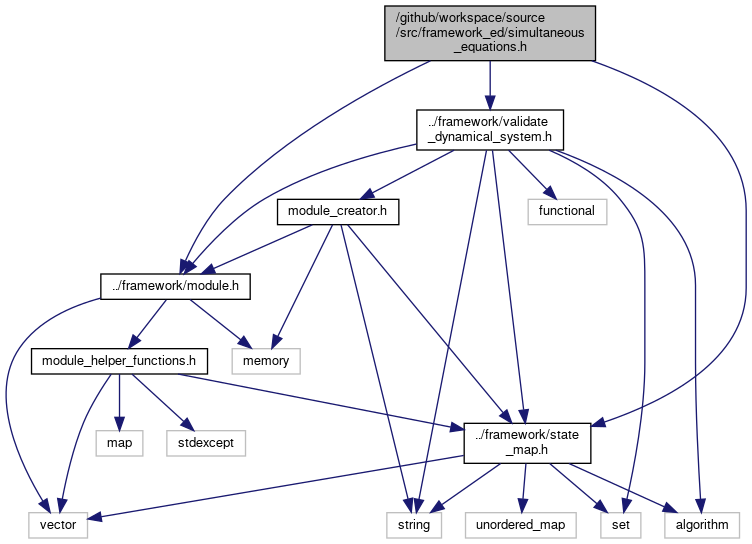 /github/workspace/source
/src/framework_ed/simultaneous
_equations.h
../framework/validate
_dynamical_system.h
module_creator.h
functional
../framework/module.h
module_helper_functions.h
memory
map
stdexcept
../framework/state
_map.h
vector
string
unordered_map
set
algorithm